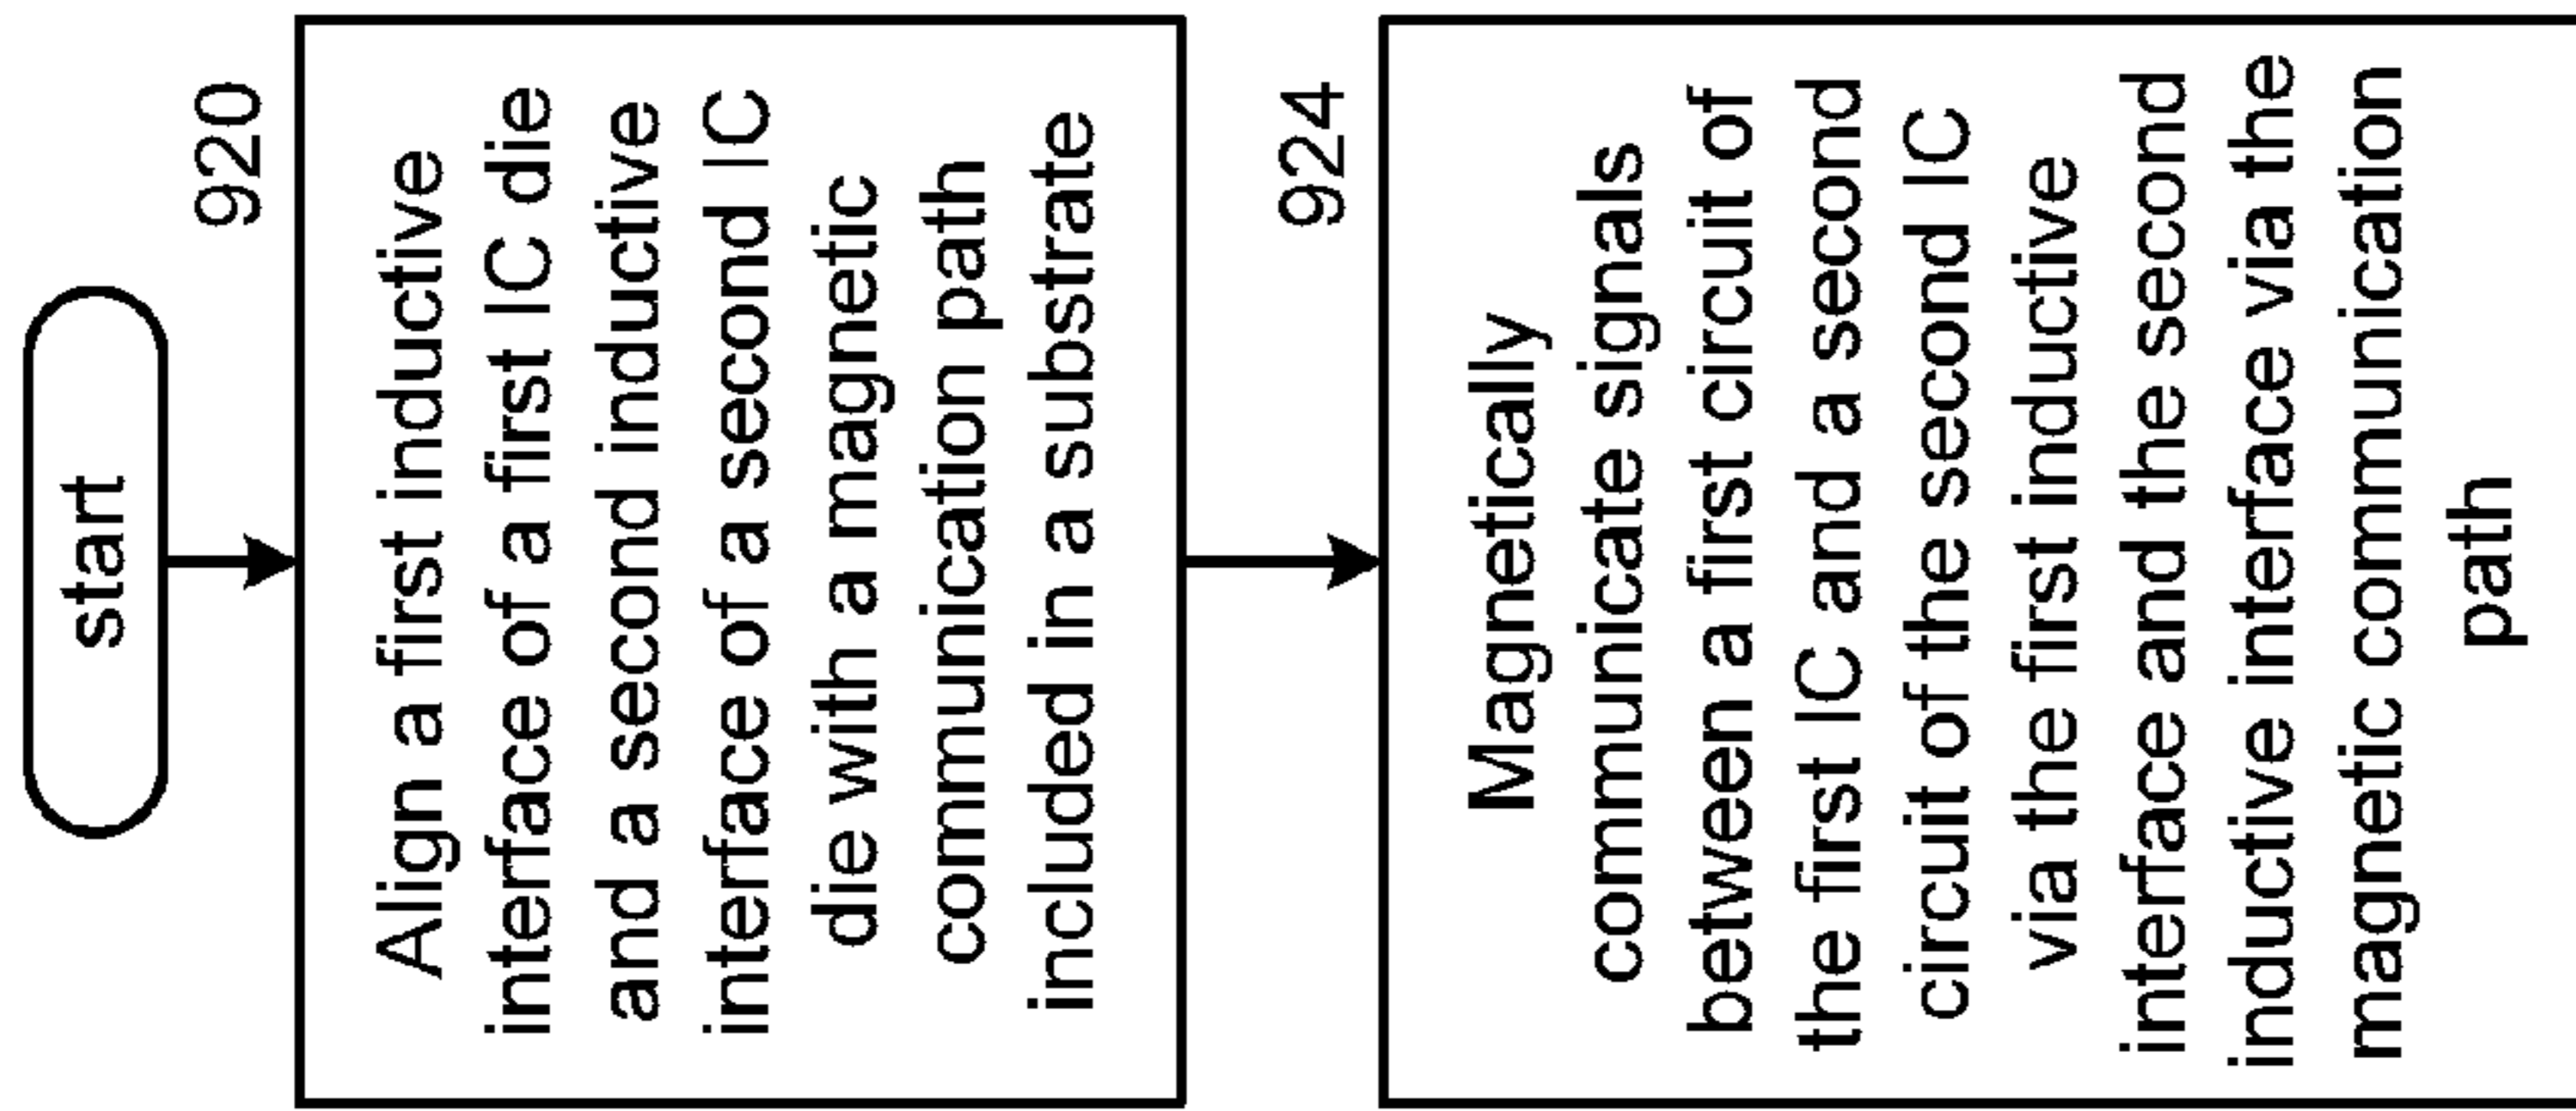 start
920
Align a first inductive
interface of a first IC die
and a second inductive
interface of a second IC
die with a magnetic
communication path
included in a substrate
924
Magnetically
communicate signals
between a first circuit of
the first IC and a second
circuit of the second IC
via the first inductive
interface and the second
inductive interface via the
magnetic communication
path